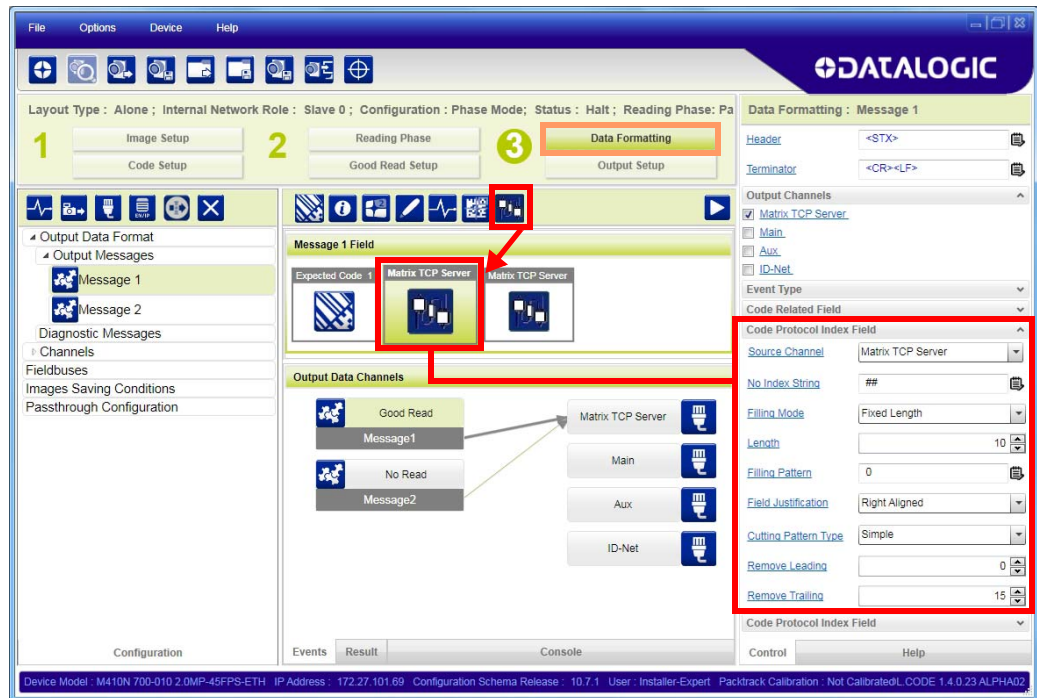 File Options Device Help
DATALOGIC
Layout Type : Alone ; Internal Network Role : Slave 0 ; Configuration : Phase Mode; Status : Halt ; Reading Phase: Pa
1
Image Setup
Code Setup
2
Reading Phase
Good Read Setup
3
Data Formatting
Output Setup
Output Data Format
Output Messages
Message 1
Message 2
Diagnostic Messages
Channels
Fieldbuses
Images Saving Conditions
Passthrough Configuration
Configuration
Message 1 Field
Expected Code 1
Matrix TCP Server
Matrix TCP Server
Output Data Channels
Good Read
Message1
No Read
Message2
Matrix TCP Server
Main
Aux
ID-Net
Events Result Console
Data Formatting : Message 1
Header <STX>
Terminator <CR><LF>
Output Channels
Matrix TCP Server
Main
Aux
ID-Net
Event Type
Code Related Field
Code Protocol Index Field
Source Channel Matrix TCP Server
No Index String ##
Filling Mode Fixed Length
Length 10
Filling Pattern 0
Field Justification Right Aligned
Cutting Pattern Type Simple
Remove Leading 0
Remove Trailing 15
Code Protocol Index Field
Control Help
Device Model : M410N 700-010 2.0MP-45FPS-ETH IP Address : 172.27.101.69 Configuration Schema Release : 10.7.1 User : Installer-Expert Packtrack Calibration : Not Calibrated\L.CODE 1.4.0.23 ALPHA02